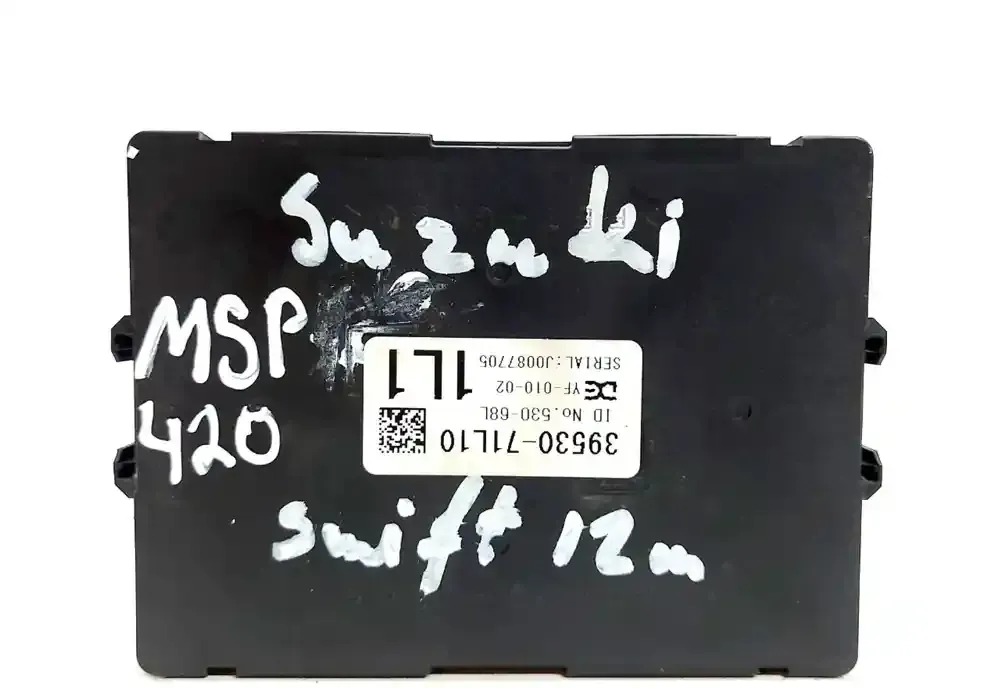 Suzuki
MSP
420
39530-71L10
ID No.530-68L
YF-010-02
1L1
SERIAL:J0087705
swift 12m